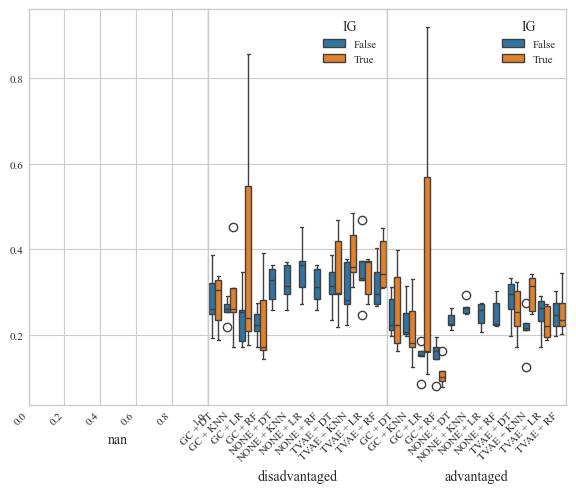 IG
False
True
IG
False
True
0.8
0.6
0.4
0.2
0.0
0.2
0.4
0.6
0.8
GC + DT
GC + KNN
GC + LR
GC + RF
NONE + DT
NONE + KNN
NONE + LR
NONE + RF
TVAE + DT
TVAE + KNN
TVAE + LR
TVAE + RF
GC + DT
GC + KNN
GC + LR
GC + RF
NONE + DT
NONE + KNN
NONE + LR
NONE + RF
TVAE + DT
TVAE + KNN
TVAE + LR
TVAE + RF
nan
disadvantaged
advantaged